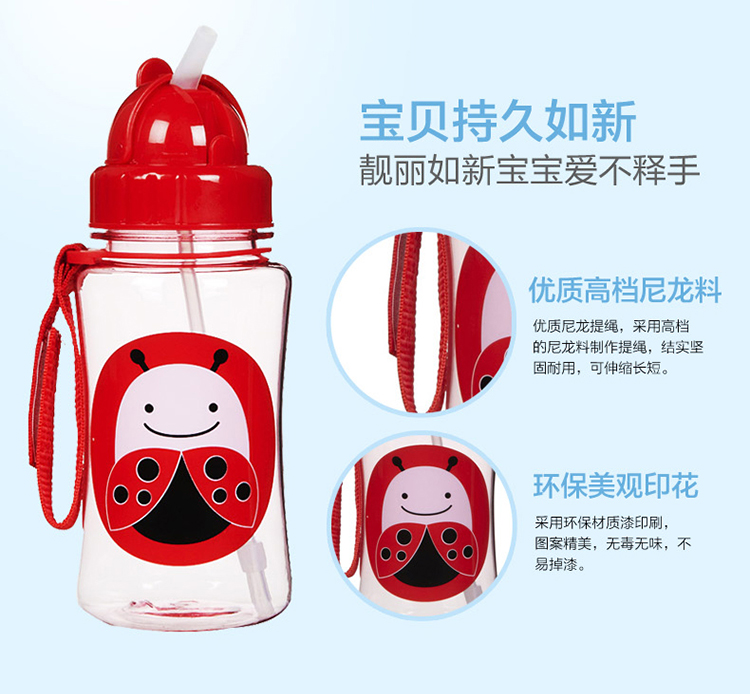 宝贝持久如新
靓丽如新宝宝爱不释手
优质高档尼龙料
优质尼龙提绳，采用高档
的尼龙料制作提绳，结实坚
固耐用，可伸缩长短。
环保美观印花
采用环保材质漆印刷，
图案精美，无毒无味，不
易掉漆。